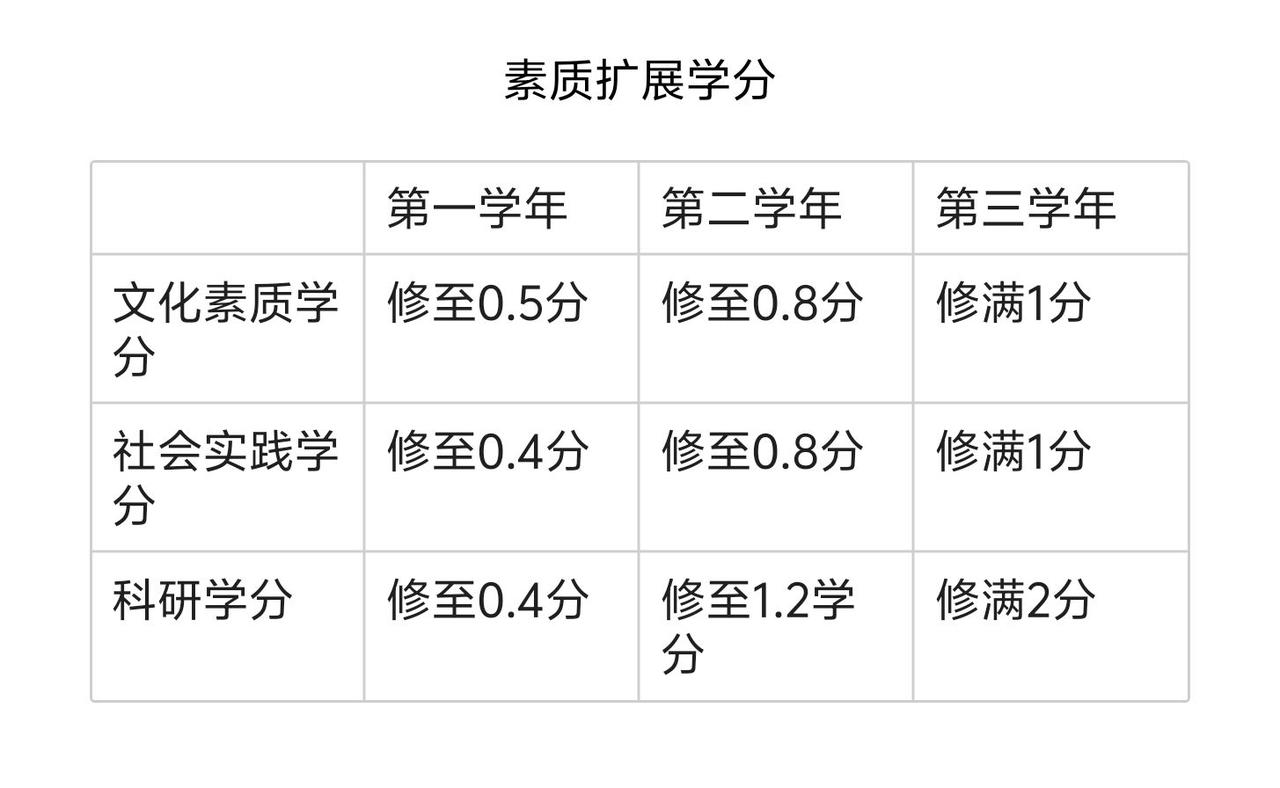 素质扩展学分
第一学年 第二学年 第三学年
文化素质学 修至0.5分 修至0.8分 修满1分
分
社会实践学 修至0.4分 修至0.8分 修满1分
分
科研学分 修至0.4分 修至1.2学 修满2分
分